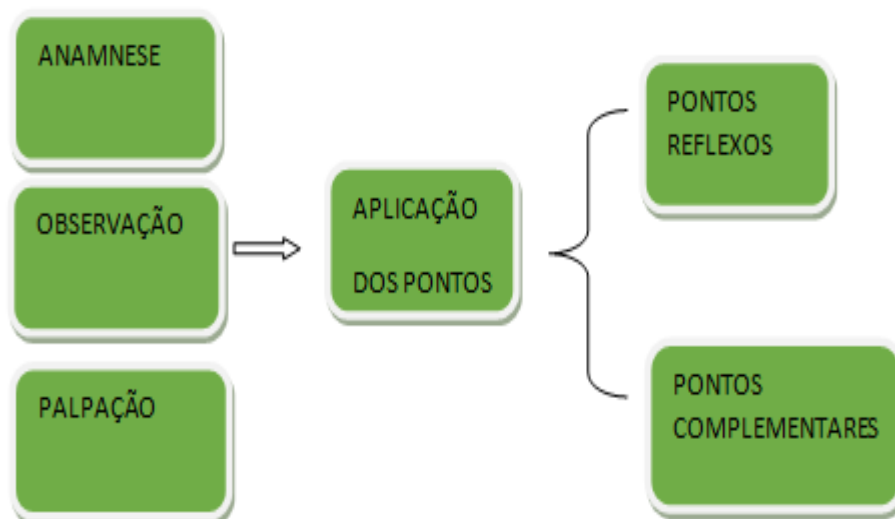 ANAMNESE
OBSERVAÇÃO
PALPAÇÃO
APLICAÇÃO
DOS PONTOS
PONTOS
REFLEXOS
PONTOS
COMPLEMENTARES